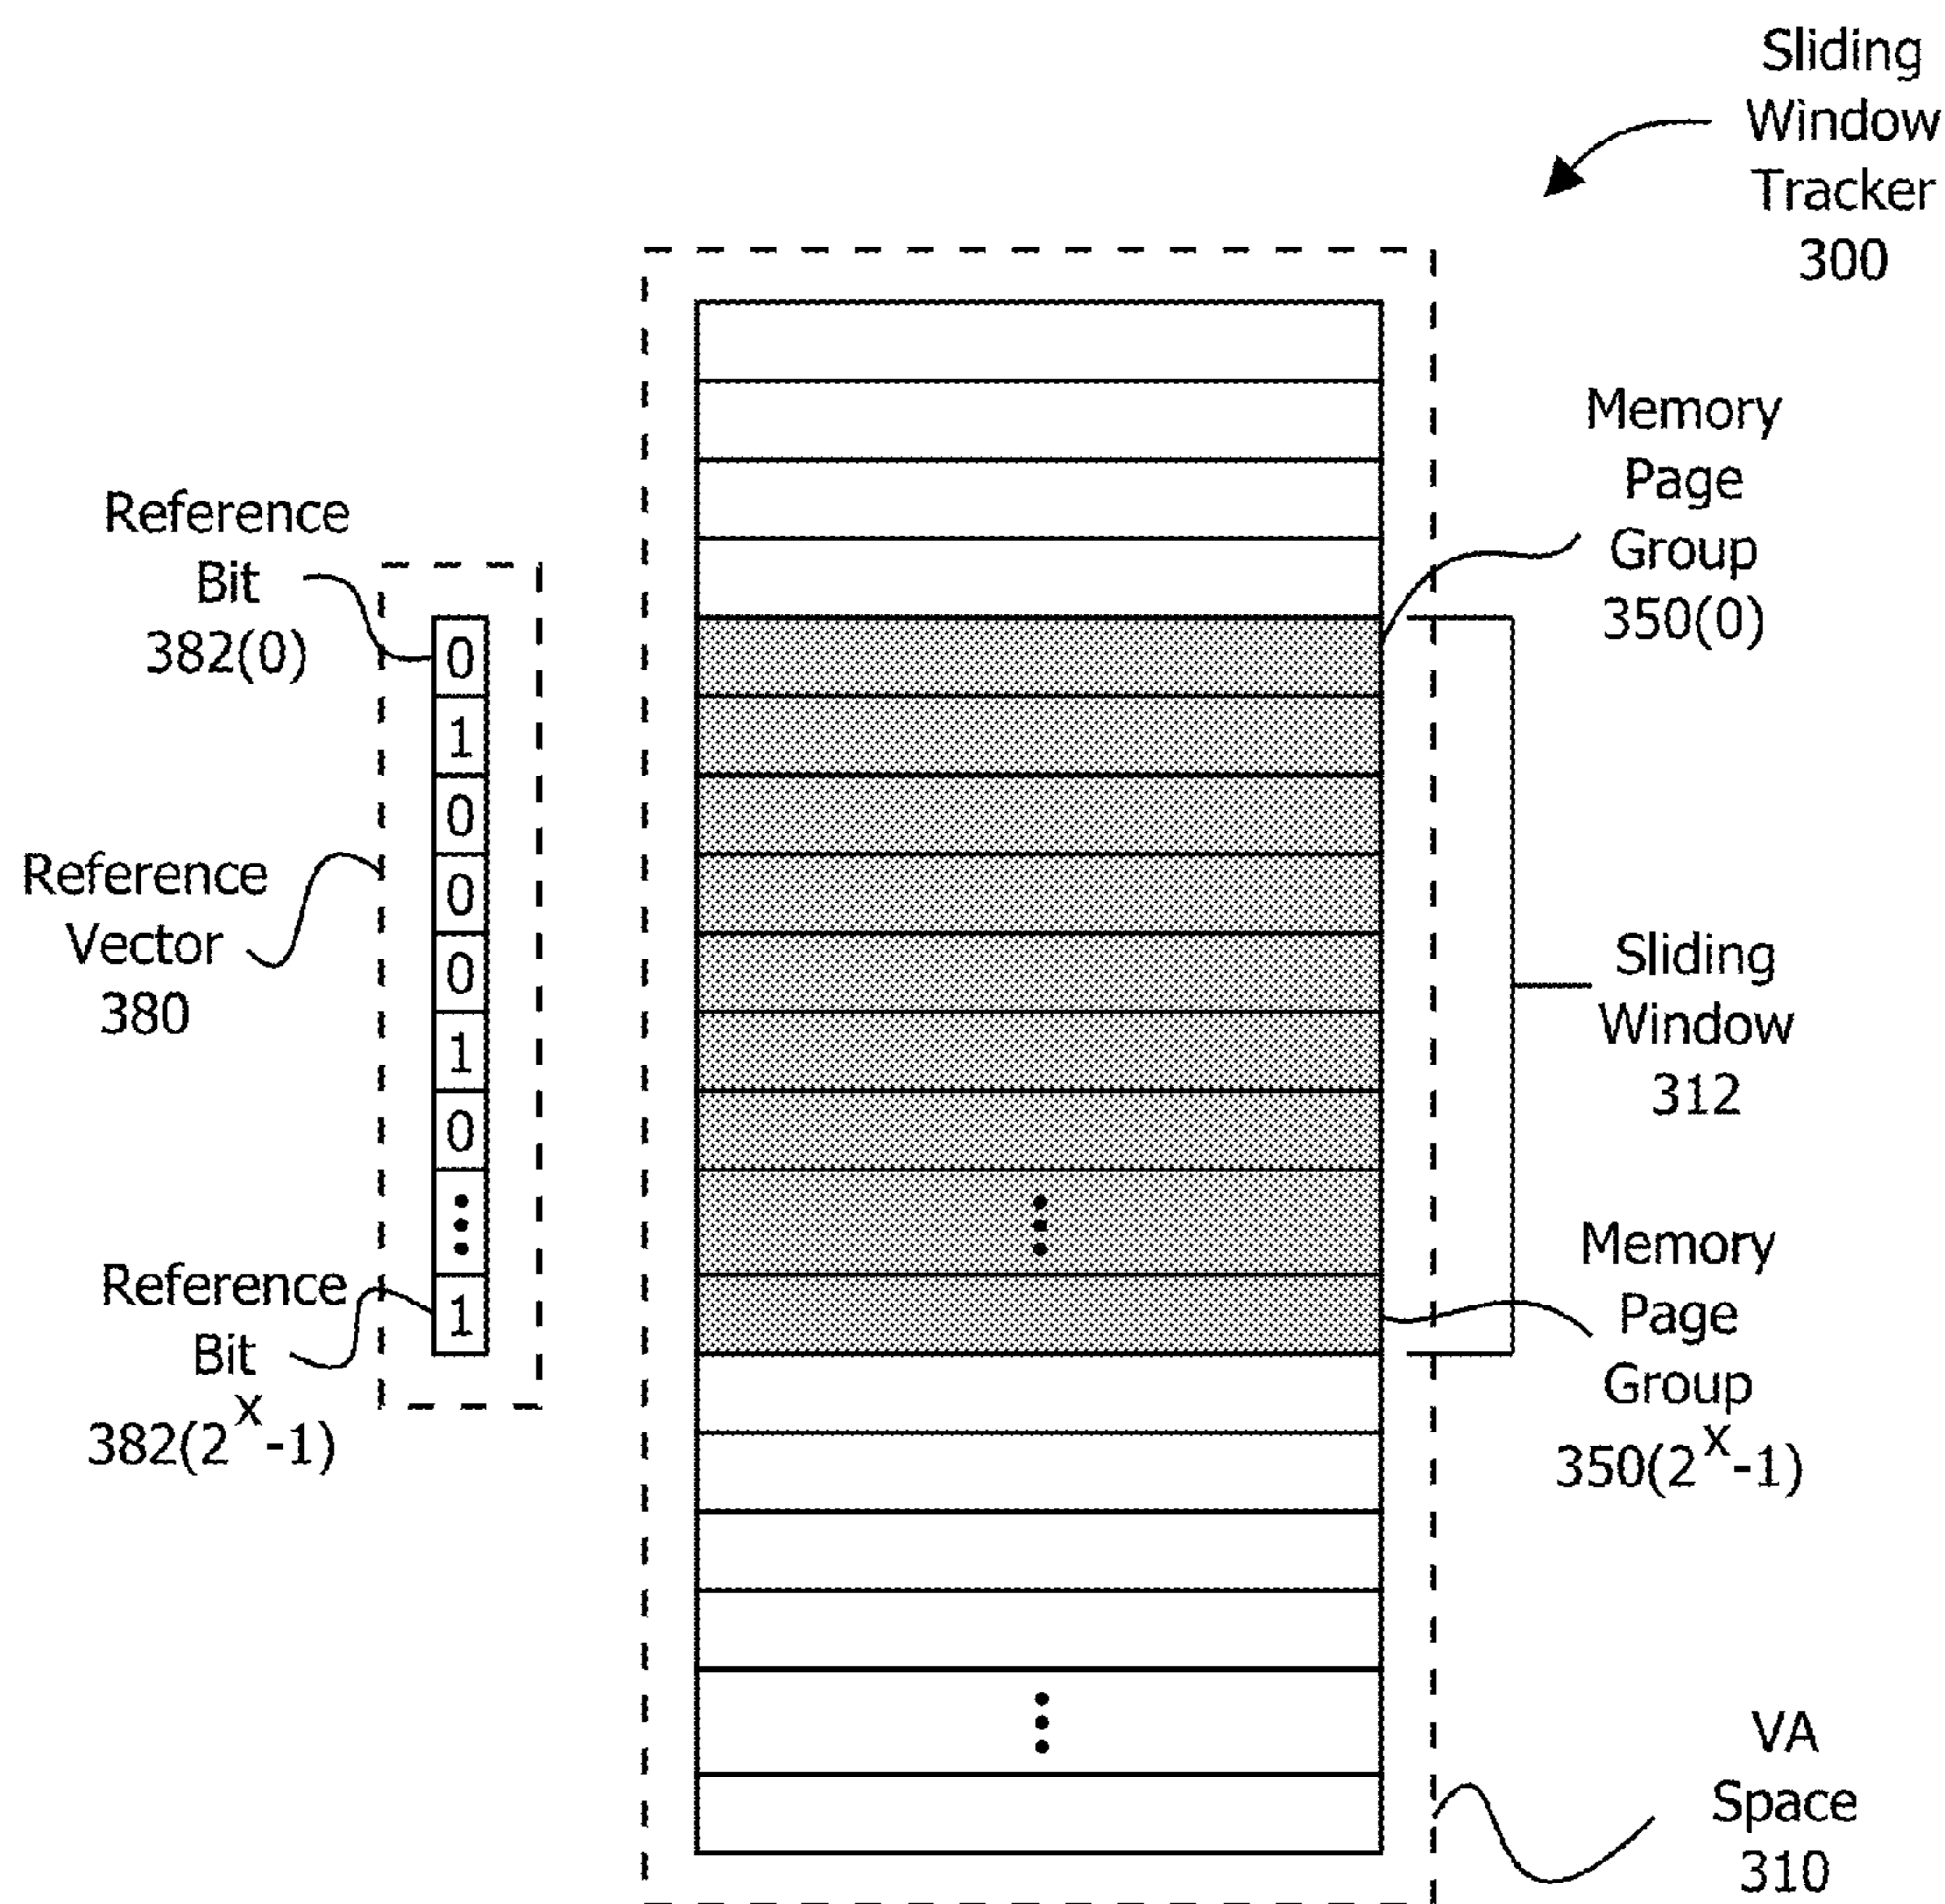 Sliding
Window
Tracker
300
Memory
Page
Group
350(0)
Reference
Bit
382(0)
0
1
0
0
0
1
0
⋮
1
Reference
Vector
380
Sliding
Window
312
⋮
Memory
Page
Group
350(2^X-1)
Reference
Bit
382(2^X-1)
⋮
VA
Space
310